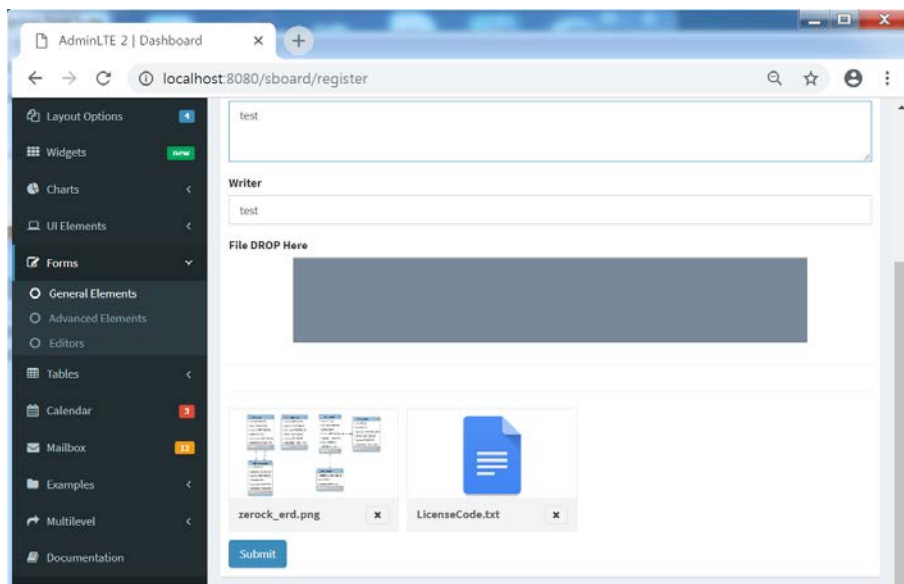 AdminLTE 2 | Dashboard
localhost:8080/sboard/register
Layout Options 4
Widgets new
Charts
UI Elements
Forms
General Elements
Advanced Elements
Editors
Tables
Calendar 3
Mailbox 12
Examples
Multilevel
Documentation
test
Writer
test
File DROP Here
zerock_erd.png
LicenseCode.txt
Submit